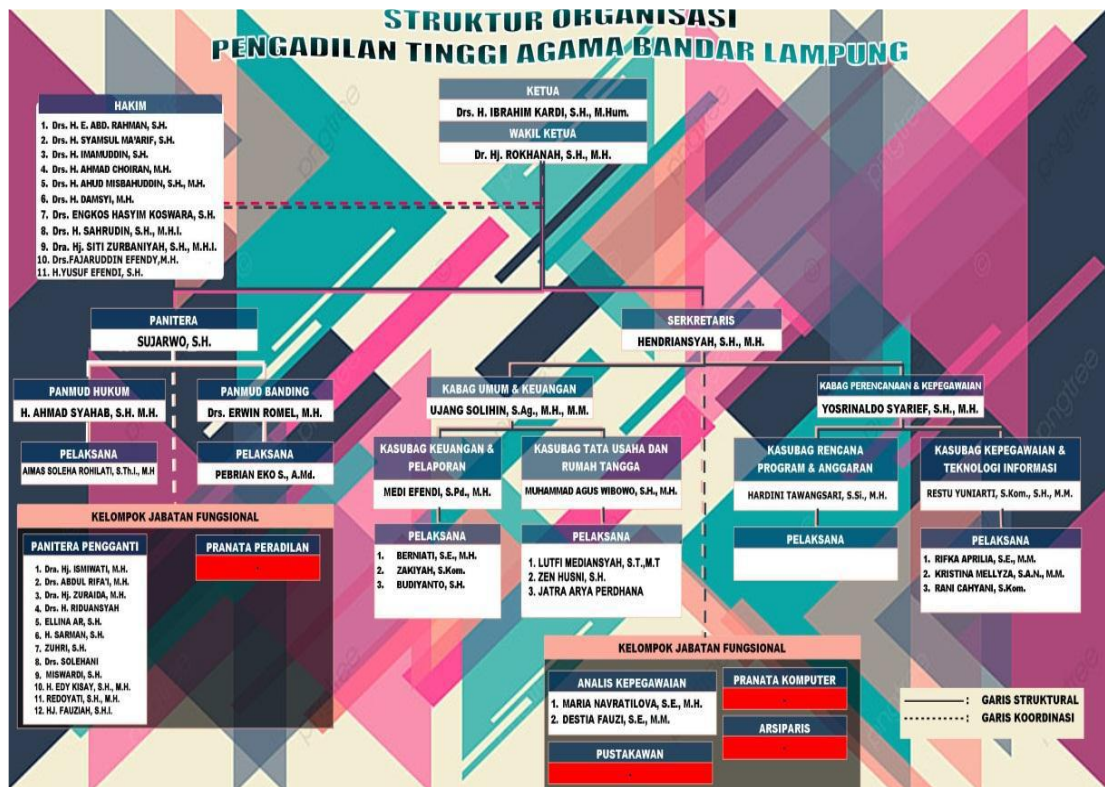 STRUKTUR ORGANISASI
PENGADILAN TINGGI AGAMA BANDAR LAMPUNG
HAKIM
1. Drs. H. E. ABD. RAHMAN, S.H.
2. Drs. H. SYAMSUL MA'ARIF, S.H.
3. Drs. H. IMAMUDDIN, S.H.
4. Drs. H. AHMAD CHOIRAN, M.H.
5. Drs. H. AHUD MISBAHUDDIN, S.H., M.H.
6. Drs. H. DAMSYI, M.H.
7. Drs. ENGKOS HASYIM KOSWARA, S.H.
8. Drs. H. SAHRUDIN, S.H., M.H.I.
9. Dra. Hj. SITI ZURBANIYAH, S.H., M.H.I.
10. Drs.FAJARUDDIN EFENDY,M.H.
11. H.YUSUF EFENDI, S.H.
KETUA
Drs. H. IBRAHIM KARDI, S.H., M.Hum.
WAKIL KETUA
Dr. Hj. ROKHANAH, S.H., M.H.
PANITERA
SUJARWO, S.H.
SERKRETARIS
HENDRIANSYAH, S.H., M.H.
PANMUD HUKUM
H. AHMAD SYAHAB, S.H. M.H.
PELAKSANA
AIMAS SOLEHA ROHILATI, S.Th.I., M.H
PANMUD BANDING
Drs. ERWIN ROMEL, M.H.
PELAKSANA
PEBRIAN EKO S., A.Md.
KABAG UMUM & KEUANGAN
UJANG SOLIHIN, S.Ag., M.H., M.M.
KABAG PERENCANAAN & KEPEGAWAIAN
YOSRINALDO SYARIEF, S.H., M.H.
KASUBAG KEUANGAN &
PELAPORAN
MEDI EFENDI, S.Pd., M.H.
PELAKSANA
1. BERNIATI, S.E., M.H.
2. ZAKIYAH, S.Kom.
3. BUDIYANTO, S.H.
KASUBAG TATA USAHA DAN
RUMAH TANGGA
MUHAMMAD AGUS WIBOWO, S.H., M.H.
PELAKSANA
1. LUTFI MEDIANSYAH, S.T.,M.T
2. ZEN HUSNI, S.H.
3. JATRA ARYA PERDHANA
KASUBAG RENCANA
PROGRAM & ANGGARAN
HARDINI TAWANGSARI, S.Si., M.H.
PELAKSANA
KASUBAG KEPEGAWAIAN &
TEKNOLOGI INFORMASI
RESTU YUNIARTI, S.Kom., S.H., M.M.
PELAKSANA
1. RIFKA APRILIA, S.E., M.M.
2. KRISTINA MELLYZA, S.A.N., M.M.
3. RANI CAHYANI, S.Kom.
KELOMPOK JABATAN FUNGSIONAL
PANITERA PENGGANTI
1. Dra. Hj. ISMIWATI, M.H.
2. Drs. ABDUL RIFA'I, M.H.
3. Dra. Hj. ZURAIDA, M.H.
4. Drs. H. RIDUANSYAH
5. ELLINA AR, S.H.
6. H. SARMAN, S.H.
7. ZUHRI, S.H.
8. Drs. SOLEHANI
9. MISWARDI, S.H.
10. H. EDY KISAY, S.H., M.H.
11. REDOYATI, S.H., M.H.
12. HJ. FAUZIAH, S.H.I.
PRANATA PERADILAN
-
KELOMPOK JABATAN FUNGSIONAL
ANALIS KEPEGAWAIAN
1. MARIA NAVRATILOVA, S.E., M.H.
2. DESTIA FAUZI, S.E., M.M.
PUSTAKAWAN
-
PRANATA KOMPUTER
-
ARSIPARIS
-
: GARIS STRUKTURAL
: GARIS KOORDINASI
pngtree